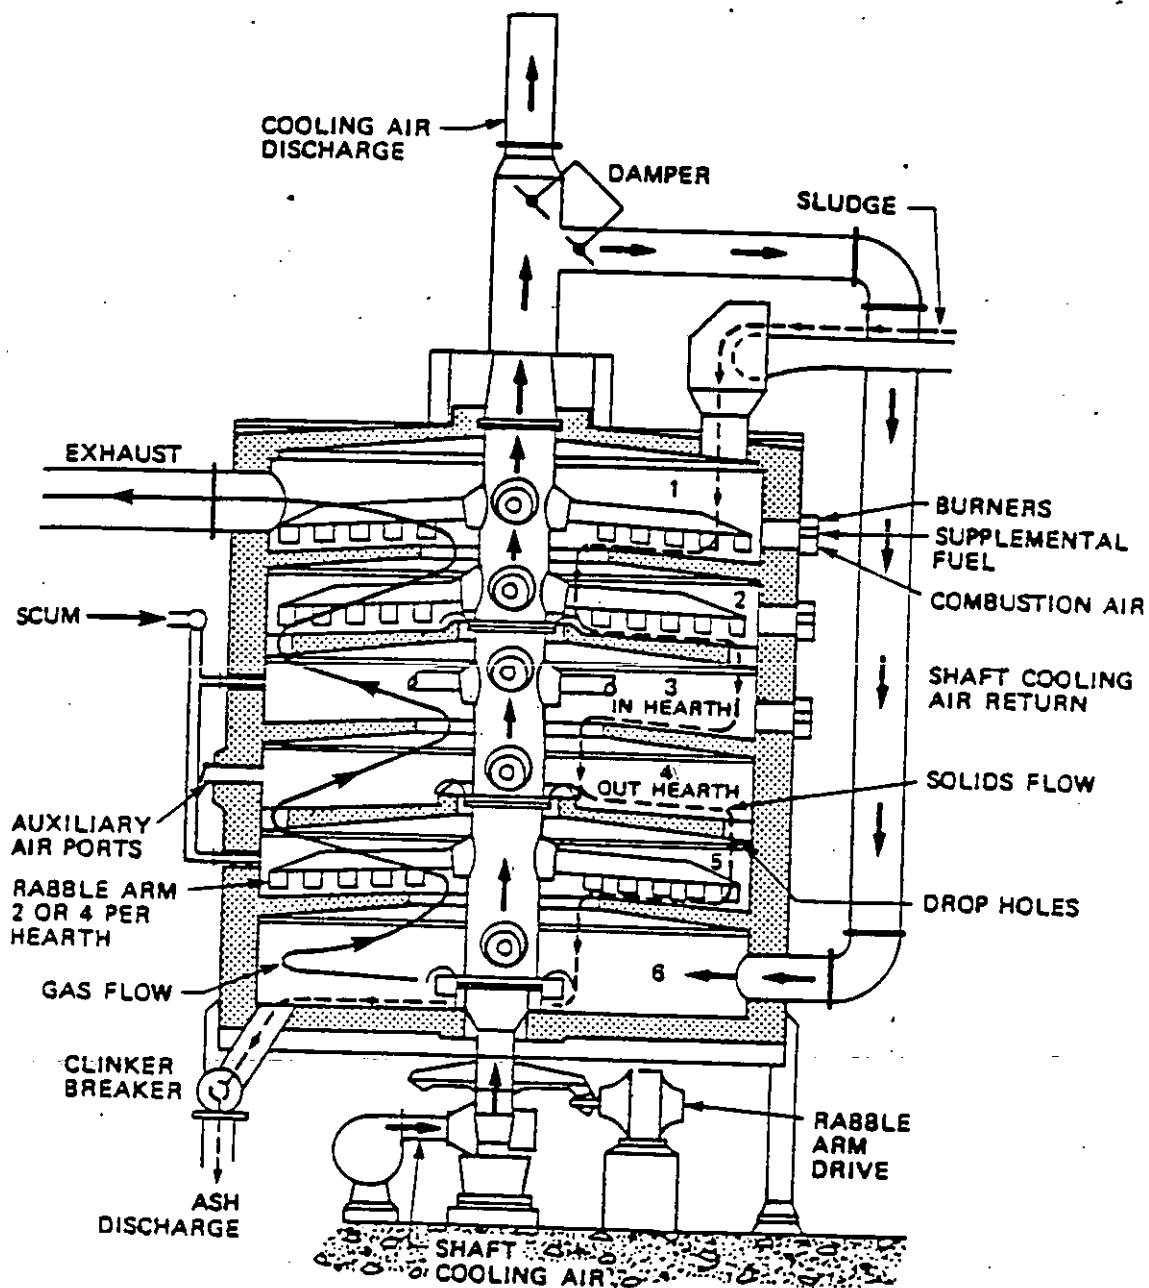 COOLING AIR
DISCHARGE
DAMPER
SLUDGE
EXHAUST
1
BURNERS
SUPPLEMENTAL
FUEL
COMBUSTION AIR
2
SCUM
3
IN HEARTH
SHAFT COOLING
AIR RETURN
4
OUT HEARTH
SOLIDS FLOW
AUXILIARY
AIR PORTS
5
RABBLE ARM
2 OR 4 PER
HEARTH
DROP HOLES
6
GAS FLOW
CLINKER
BREAKER
RABBLE
ARM
DRIVE
ASH
DISCHARGE
SHAFT
COOLING AIR